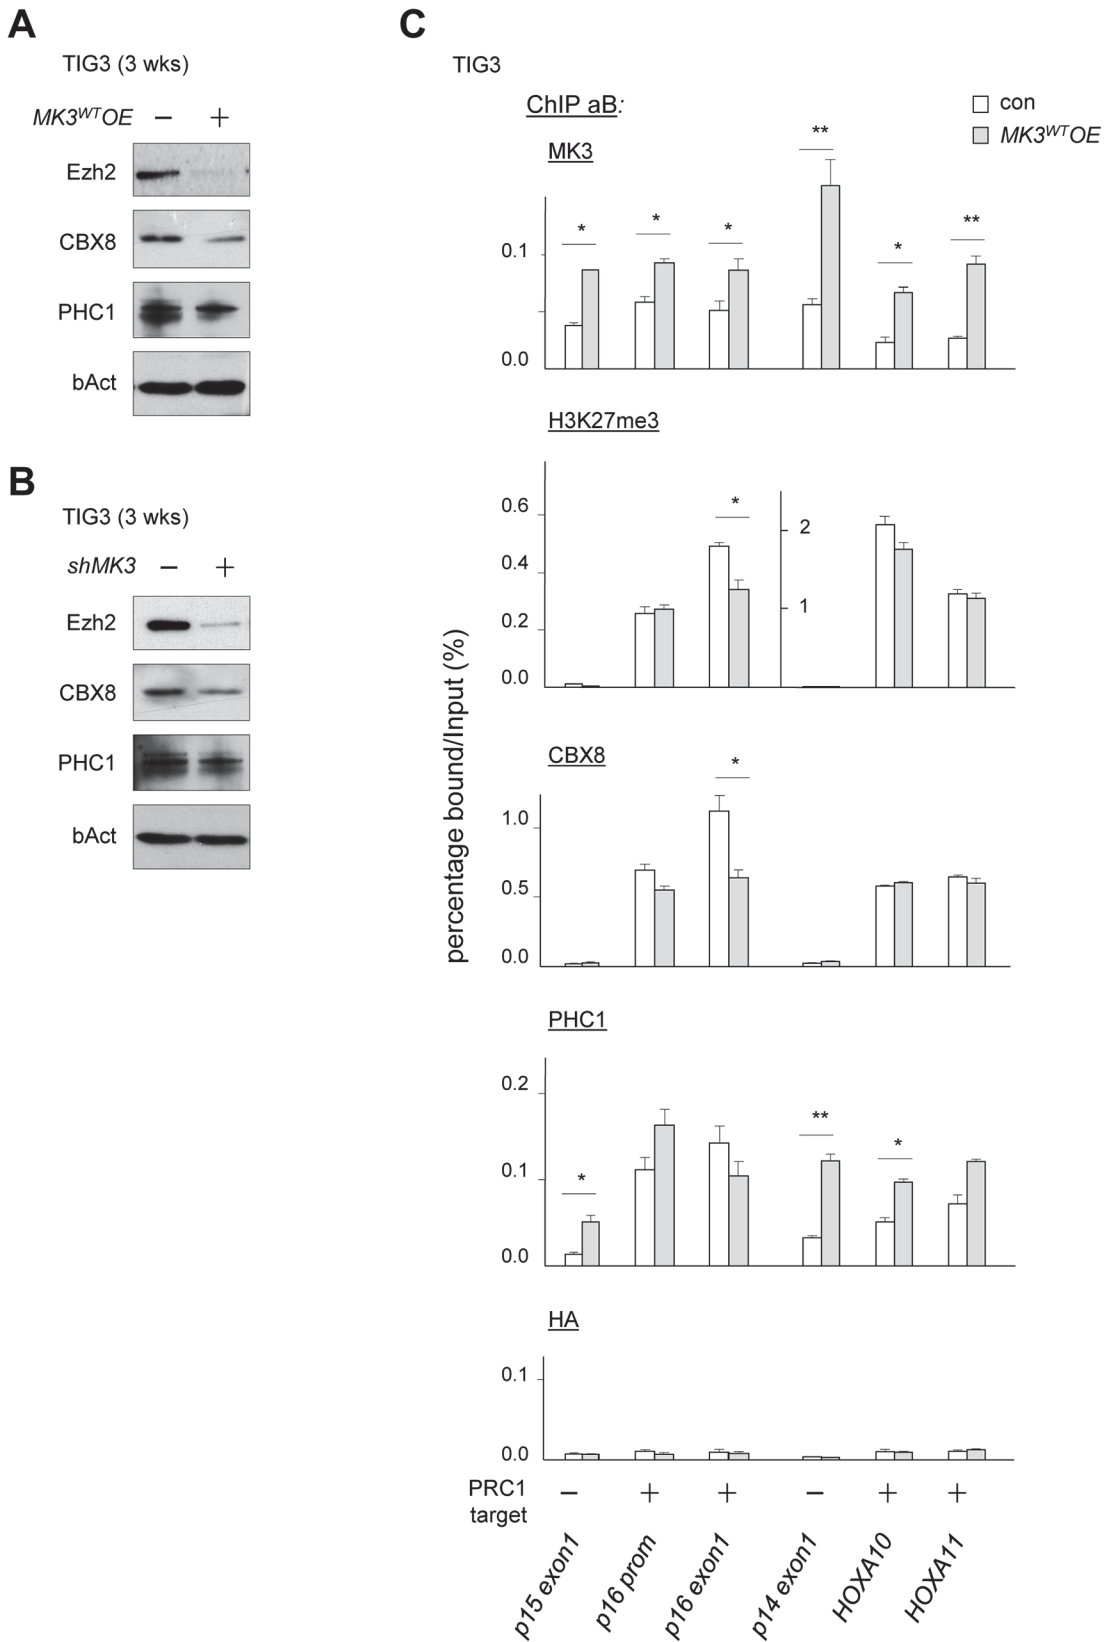 A
TIG3 (3 wks)
MK3WTOE − +
Ezh2
CBX8
PHC1
bAct
B
TIG3 (3 wks)
shMK3 − +
Ezh2
CBX8
PHC1
bAct
C
TIG3
ChIP aB:
con
MK3WTOE
percentage bound/Input (%)
MK3
0.1
0.0
* * * ** * **
H3K27me3
0.6
0.4
0.2
0.0
*
2
1
CBX8
1.0
0.5
0.0
*
PHC1
0.2
0.1
0.0
* ** *
HA
0.1
0.0
PRC1 target − + + − + +
p15 exon1
p16 prom
p16 exon1
p14 exon1
HOXA10
HOXA11